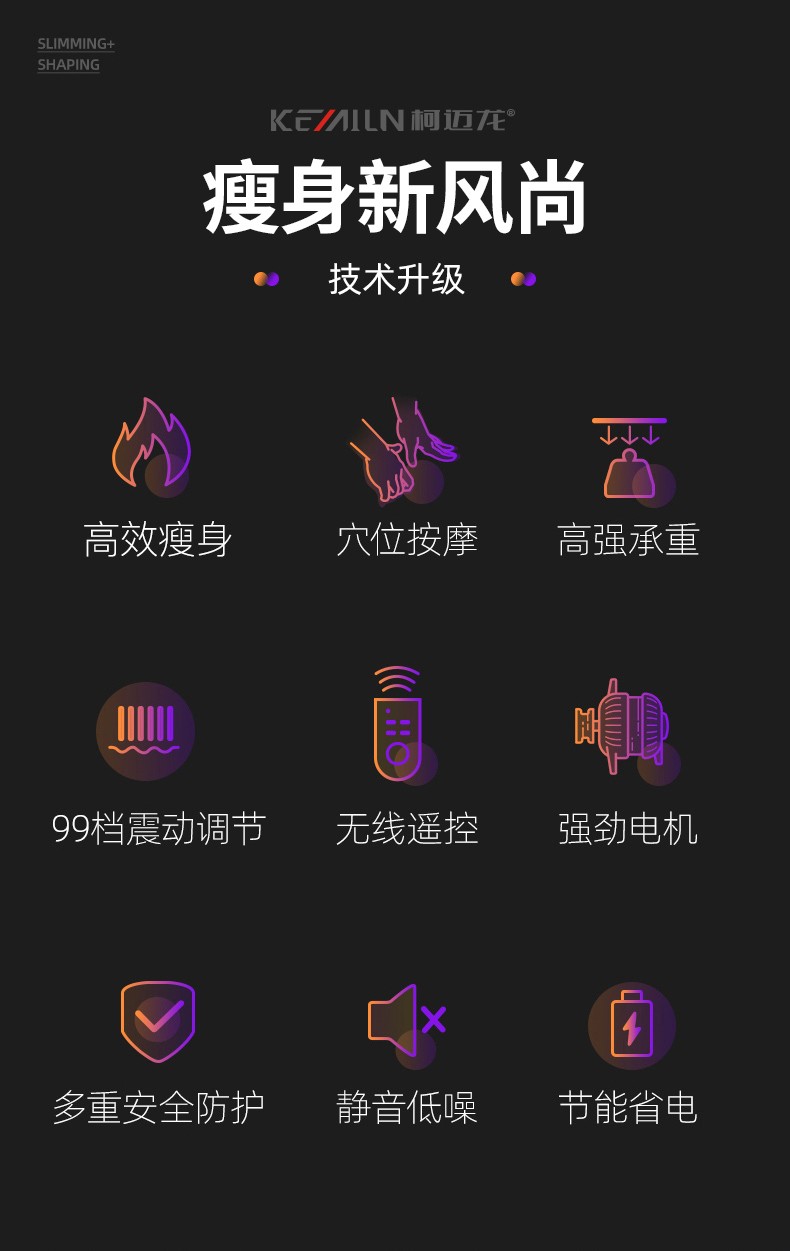 SLIMMING+
SHAPING
KEMILN 柯迈龙®
瘦身新风尚
技术升级
高效瘦身 穴位按摩 高强承重
99档震动调节 无线遥控 强劲电机
多重安全防护 静音低噪 节能省电